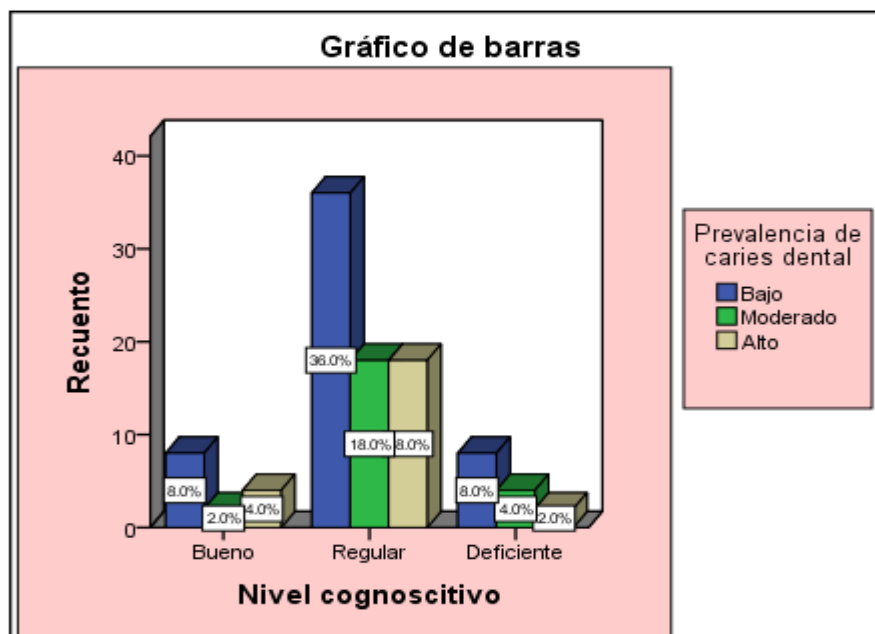 Gráfico de barras
Prevalencia de
caries dental
Bajo
Moderado
Alto
Recuento
40
30
20
10
0
8.0%
2.0%
4.0%
36.0%
18.0%
8.0%
8.0%
4.0%
2.0%
Bueno
Regular
Deficiente
Nivel cognoscitivo